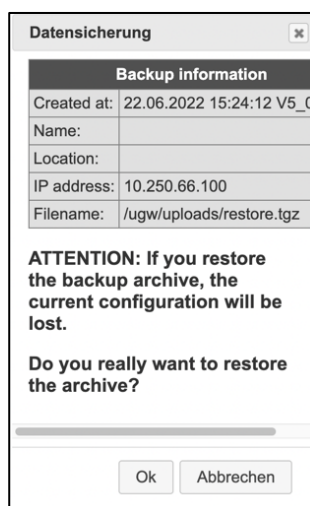 Datensicherung
Backup information
Created at: 22.06.2022 15:24:12 V5_
Name:
Location:
IP address: 10.250.66.100
Filename: /ugw/uploads/restore.tgz
ATTENTION: If you restore
the backup archive, the
current configuration will be
lost.
Do you really want to restore
the archive?
Ok Abbrechen